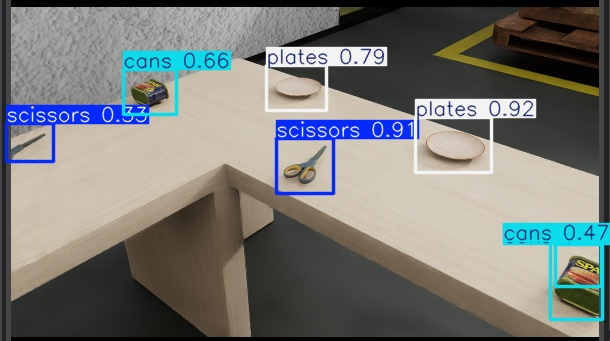 plates 0.79
cans 0.66
plates 0.92
scissors 0.33
scissors 0.91
cans 0.47
SPA